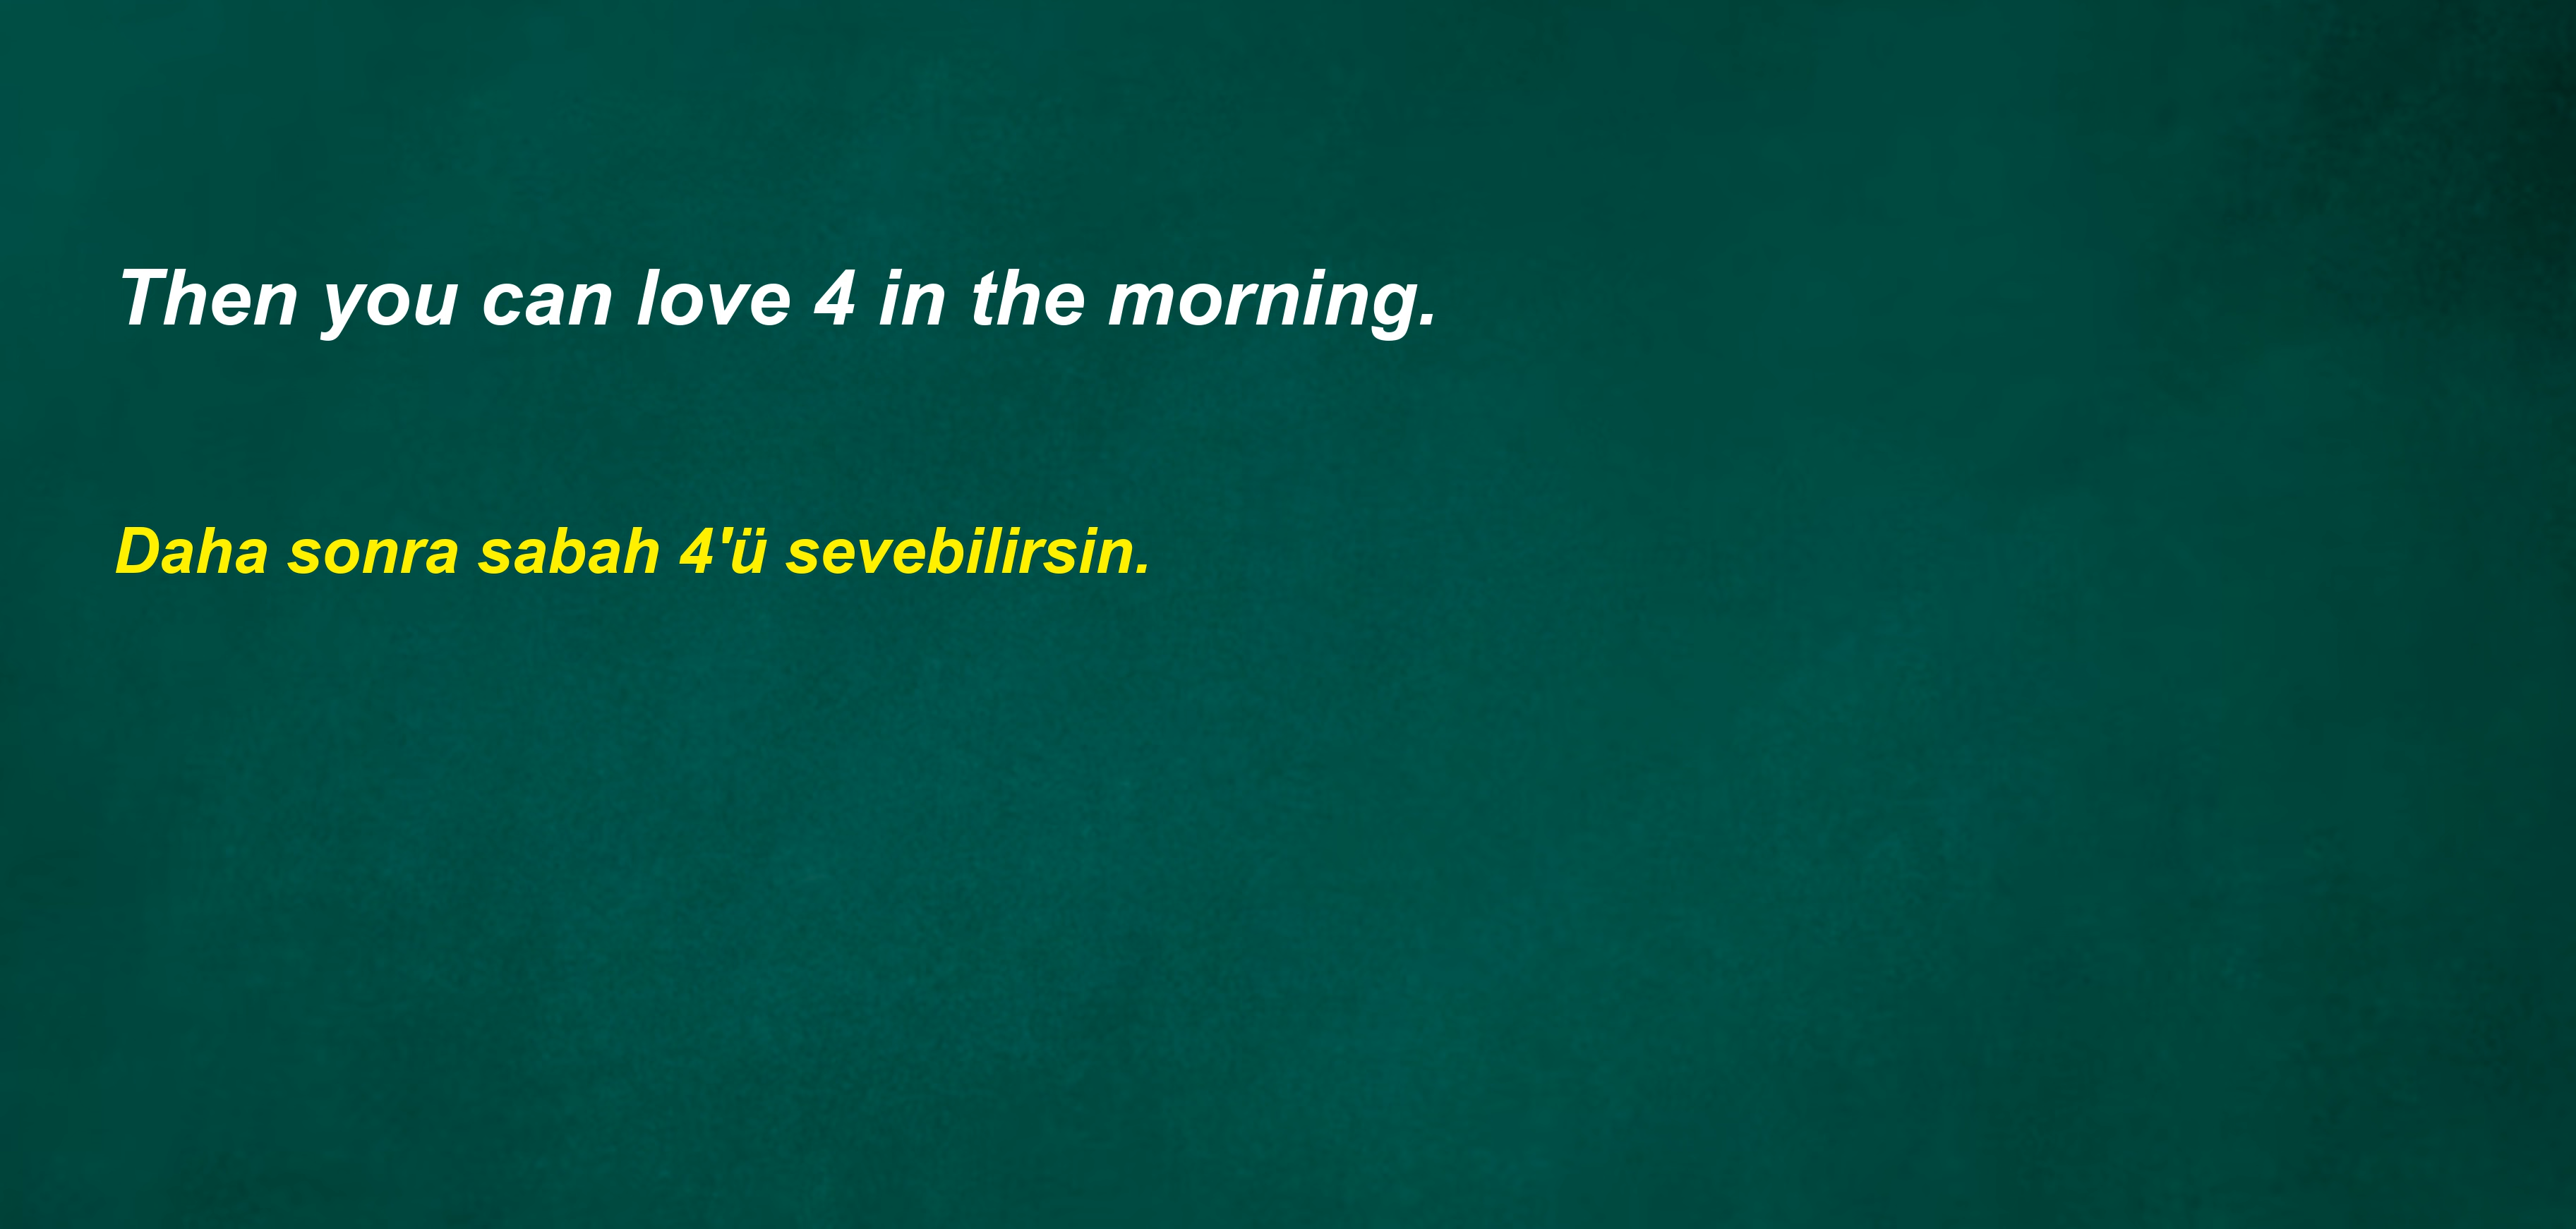 Then you can love 4 in the morning.
Daha sonra sabah 4'ü sevebilirsin.